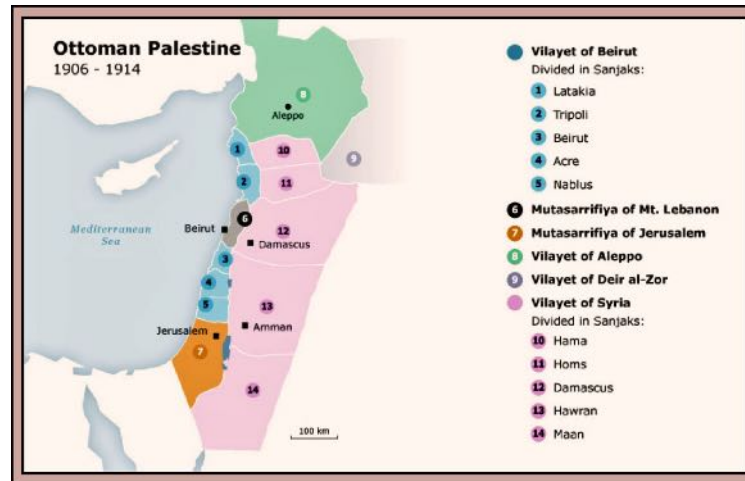 Ottoman Palestine
1906 - 1914
8
Aleppo
1
10
9
2
11
6
Beirut
12
Mediterranean
Sea
Damascus
3
4
5
13
Jerusalem
Amman
7
14
100 km
Vilayet of Beirut
Divided in Sanjaks:
1 Latakia
2 Tripoli
3 Beirut
4 Acre
5 Nablus
6 Mutasarrifiya of Mt. Lebanon
7 Mutasarrifiya of Jerusalem
8 Vilayet of Aleppo
9 Vilayet of Deir al-Zor
Vilayet of Syria
Divided in Sanjaks:
10 Hama
11 Homs
12 Damascus
13 Hawran
14 Maan